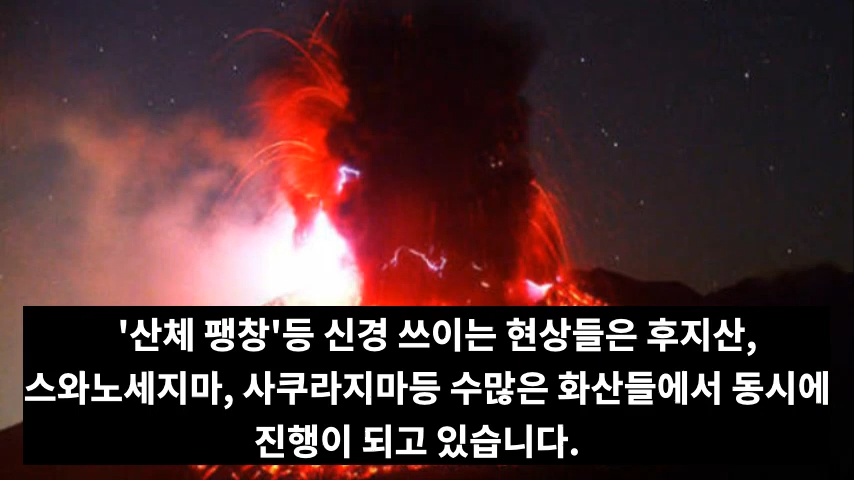 '산체 팽창'등 신경 쓰이는 현상들은 후지산,
스와노세지마, 사쿠라지마등 수많은 화산들에서 동시에
진행이 되고 있습니다.